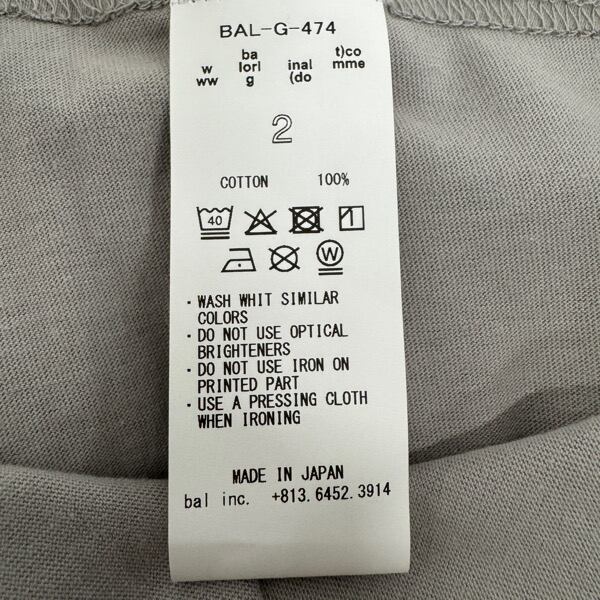 BAL-G-474
w ba inal t)co
ww lorl (do mme
g
2
COTTON 100%
40
W
・WASH WHIT SIMILAR
COLORS
・DO NOT USE OPTICAL
BRIGHTENERS
・DO NOT USE IRON ON
PRINTED PART
・USE A PRESSING CLOTH
WHEN IRONING
MADE IN JAPAN
bal inc. +813.6452.3914